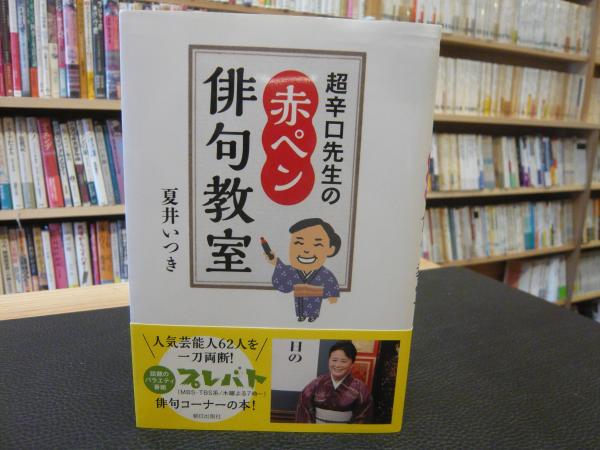 超辛口先生の
赤ペン
俳句教室
夏井いつき
人気芸能人62人を
一刀両断!
話題の
バラエティ
番組
プレバト
(MBS・TBS系/木曜よる7時〜)
俳句コーナーの本!
朝日出版社
目の